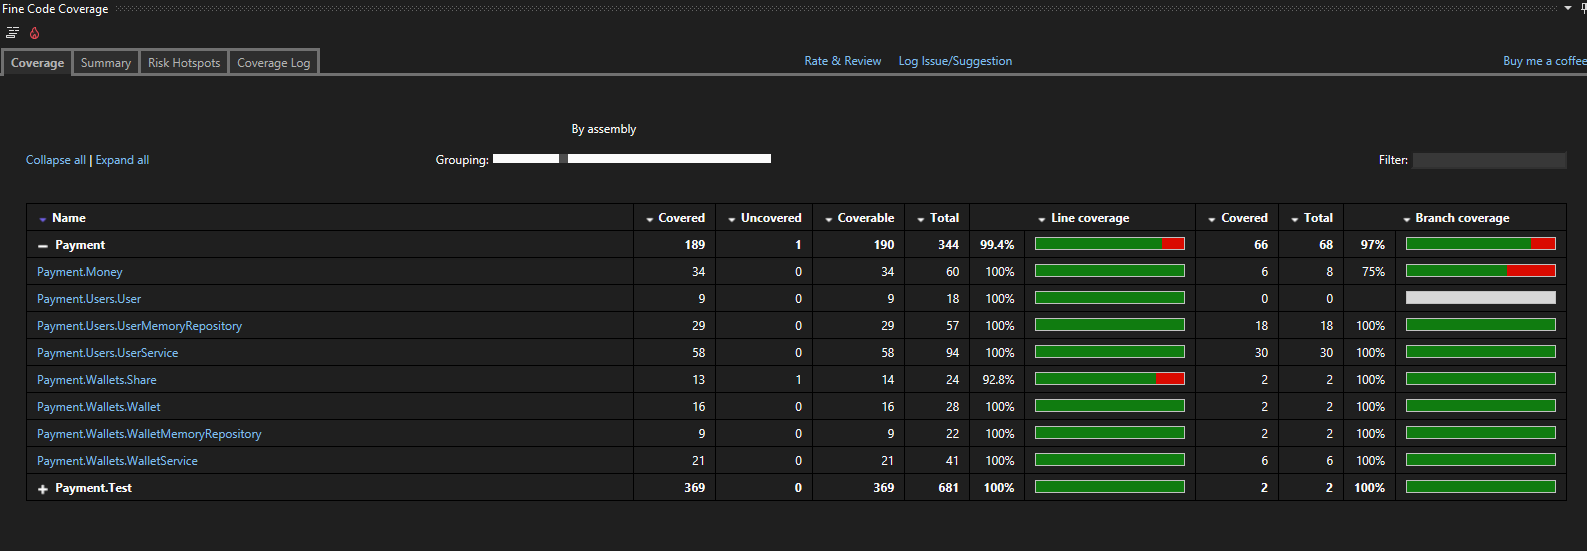 Fine Code Coverage
Coverage Summary Risk Hotspots Coverage Log Rate & Review Log Issue/Suggestion Buy me a coffee
By assembly
Collapse all | Expand all Grouping: Filter:
Name Covered Uncovered Coverable Total Line coverage Covered Total Branch coverage
Payment 189 1 190 344 99.4% 66 68 97%
Payment.Money 34 0 34 60 100% 6 8 75%
Payment.Users.User 9 0 9 18 100% 0 0
Payment.Users.UserMemoryRepository 29 0 29 57 100% 18 18 100%
Payment.Users.UserService 58 0 58 94 100% 30 30 100%
Payment.Wallets.Share 13 1 14 24 92.8% 2 2 100%
Payment.Wallets.Wallet 16 0 16 28 100% 2 2 100%
Payment.Wallets.WalletMemoryRepository 9 0 9 22 100% 2 2 100%
Payment.Wallets.WalletService 21 0 21 41 100% 6 6 100%
Payment.Test 369 0 369 681 100% 2 2 100%